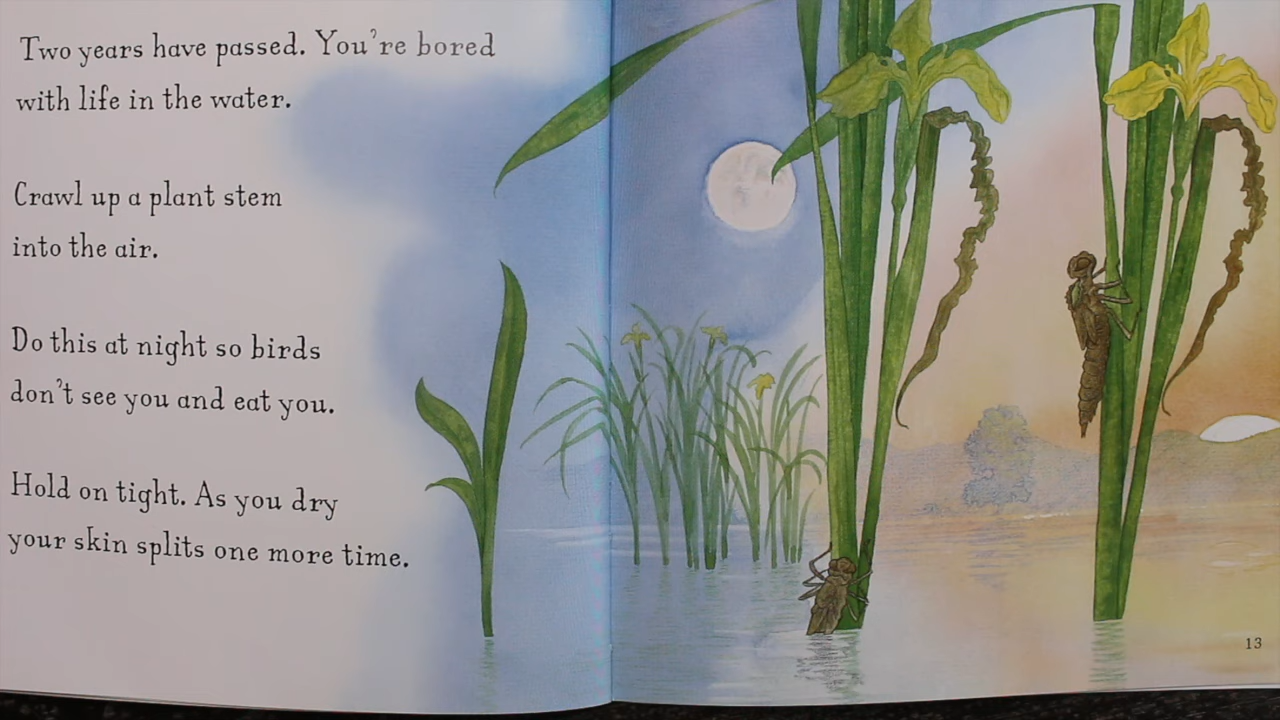 Two years have passed. You're bored
with life in the water.
Crawl up a plant stem
into the air.
Do this at night so birds
don't see you and eat you.
Hold on tight. As you dry
your skin splits one more time.
13